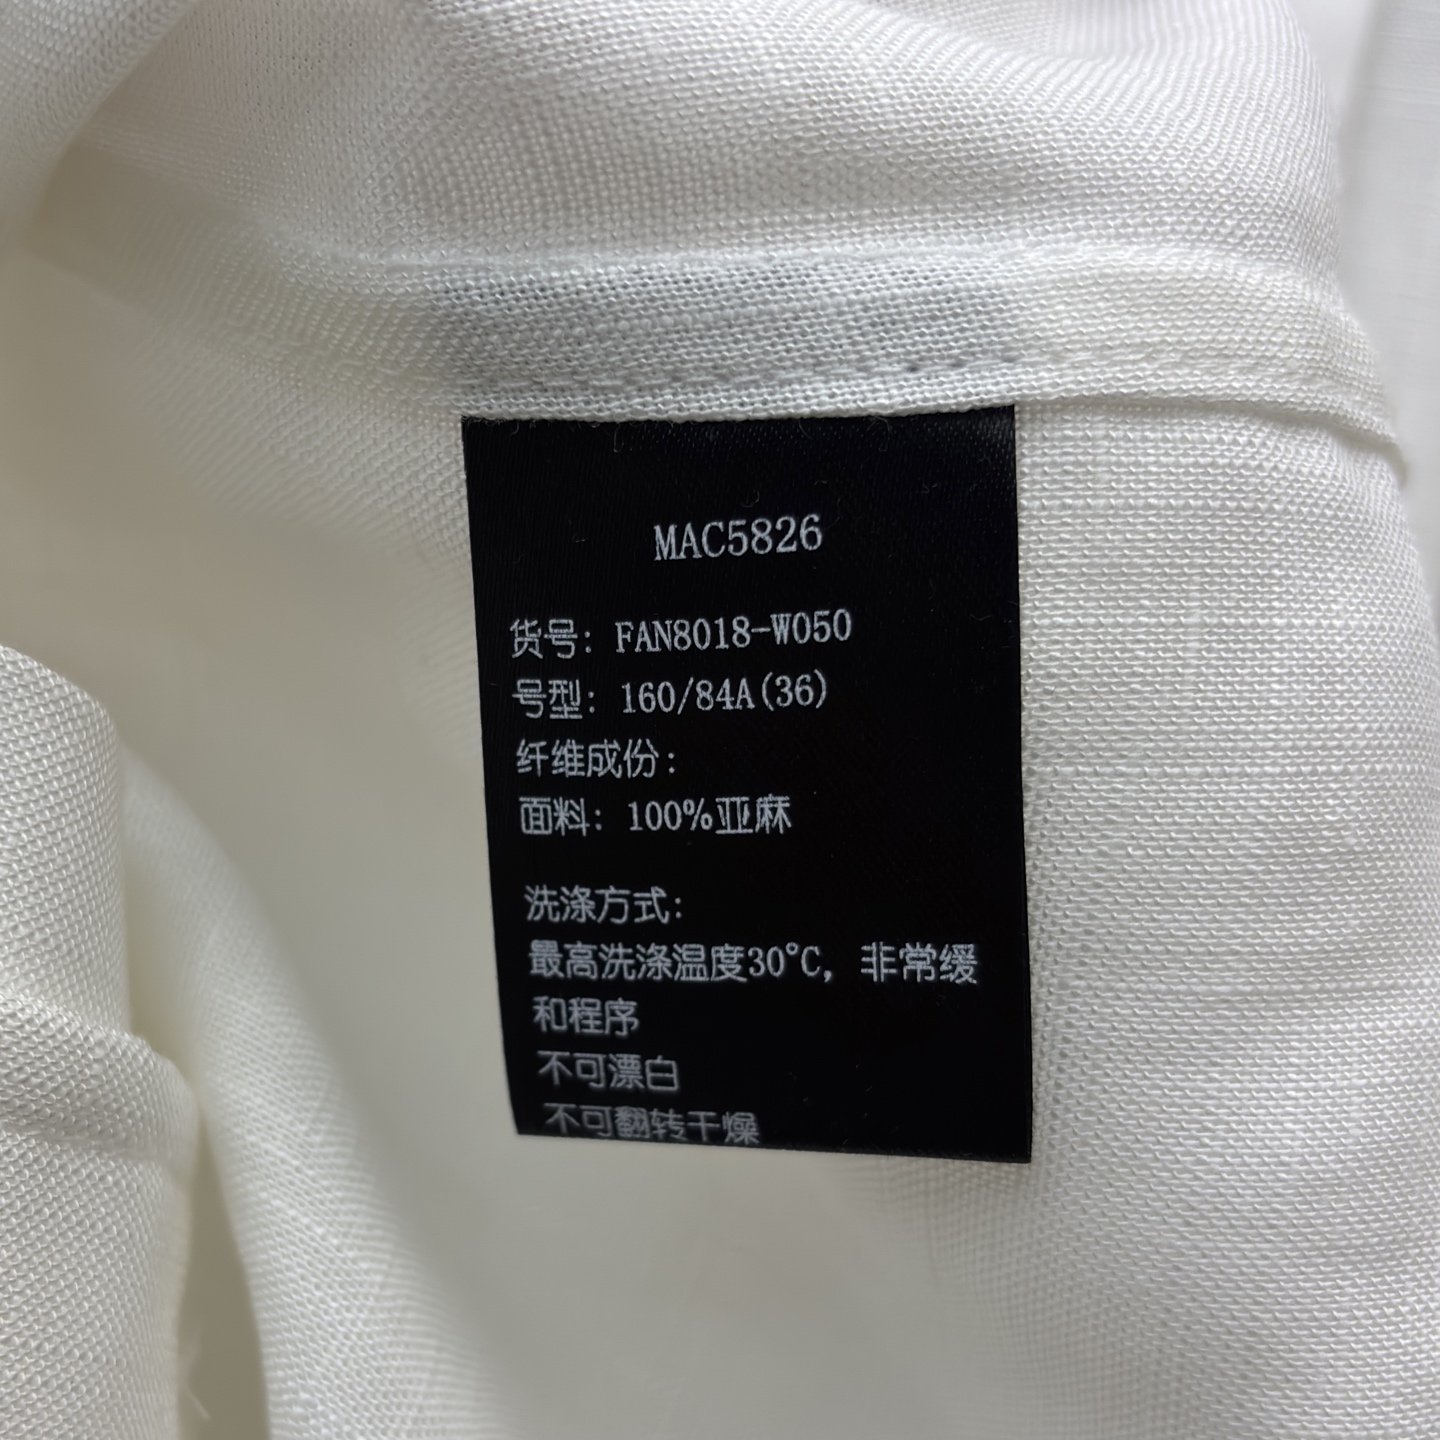 MAC5826
货号: FAN8018-W050
号型: 160/84A(36)
纤维成份:
面料: 100%亚麻
洗涤方式:
最高洗涤温度30℃, 非常缓
和程序
不可漂白
不可翻转干燥